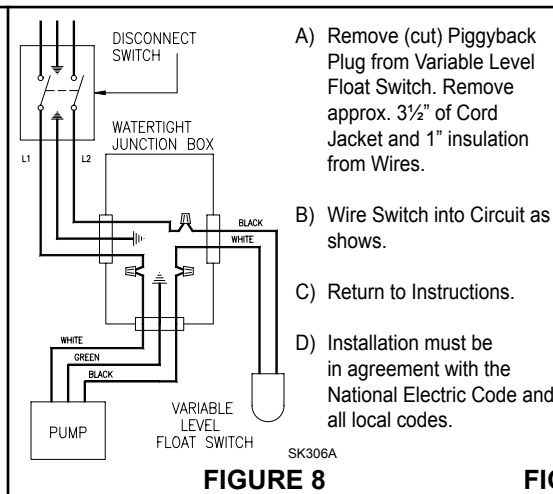 DISCONNECT
SWITCH
L1
L2
WATERTIGHT
JUNCTION BOX
BLACK
WHITE
WHITE
GREEN
BLACK
PUMP
VARIABLE
LEVEL
FLOAT SWITCH
SK306A
FIGURE 8
A) Remove (cut) Piggyback
Plug from Variable Level
Float Switch. Remove
approx. 3½” of Cord
Jacket and 1” insulation
from Wires.
B) Wire Switch into Circuit as
shows.
C) Return to Instructions.
D) Installation must be
in agreement with the
National Electric Code and
all local codes.
FIG